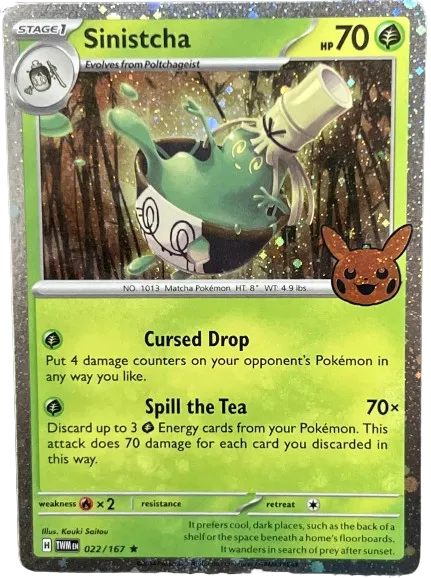 STAGE 1
Sinistcha
HP 70
Evolves from Poltchageist
NO. 1013 Matcha Pokémon. HT: 8" WT: 4.9 lbs
Cursed Drop
Put 4 damage counters on your opponent's Pokémon in
any way you like.
Spill the Tea 70×
Discard up to 3 Energy cards from your Pokémon. This
attack does 70 damage for each card you discarded in
this way.
weakness ×2 resistance retreat
Illus. Kouki Saitou
H TWM EN 022/167 ★
It prefers cool, dark places, such as the back of a
shelf or the space beneath a home's floorboards.
It wanders in search of prey after sunset.